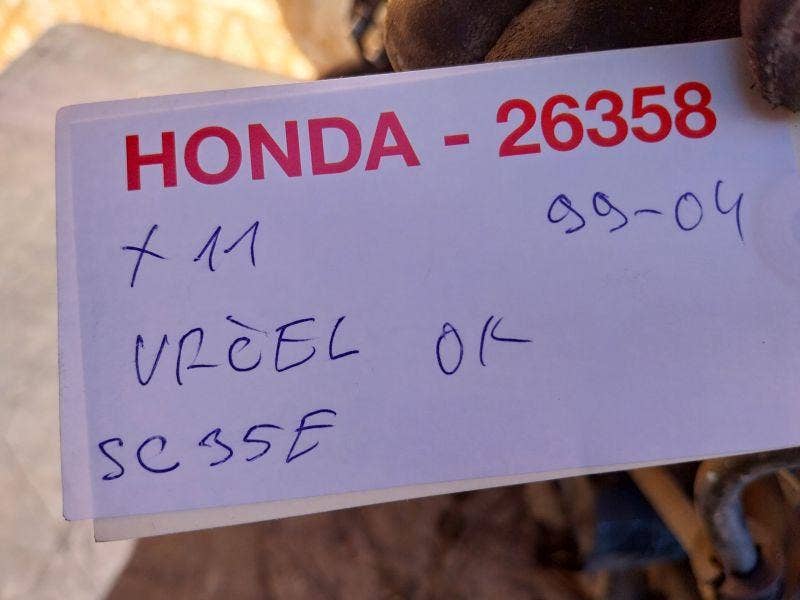 HONDA - 26358
X 11 99-04
VRČEL OK
SC35E